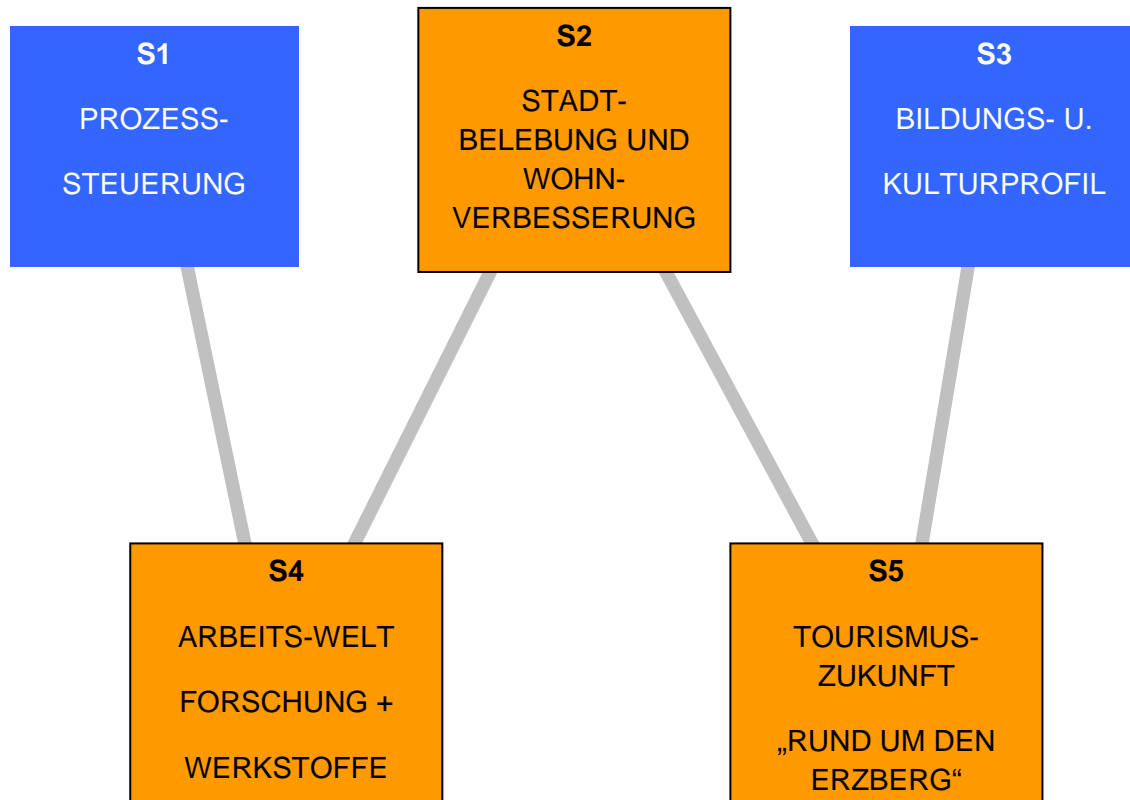 S1
PROZESS-
STEUERUNG
S2
STADT-
BELEBUNG UND
WOHN-
VERBESSERUNG
S3
BILDUNGS- U.
KULTURPROFIL
S4
ARBEITS-WELT
FORSCHUNG +
WERKSTOFFE
S5
TOURISMUS-
ZUKUNFT
„RUND UM DEN
ERZBERG“